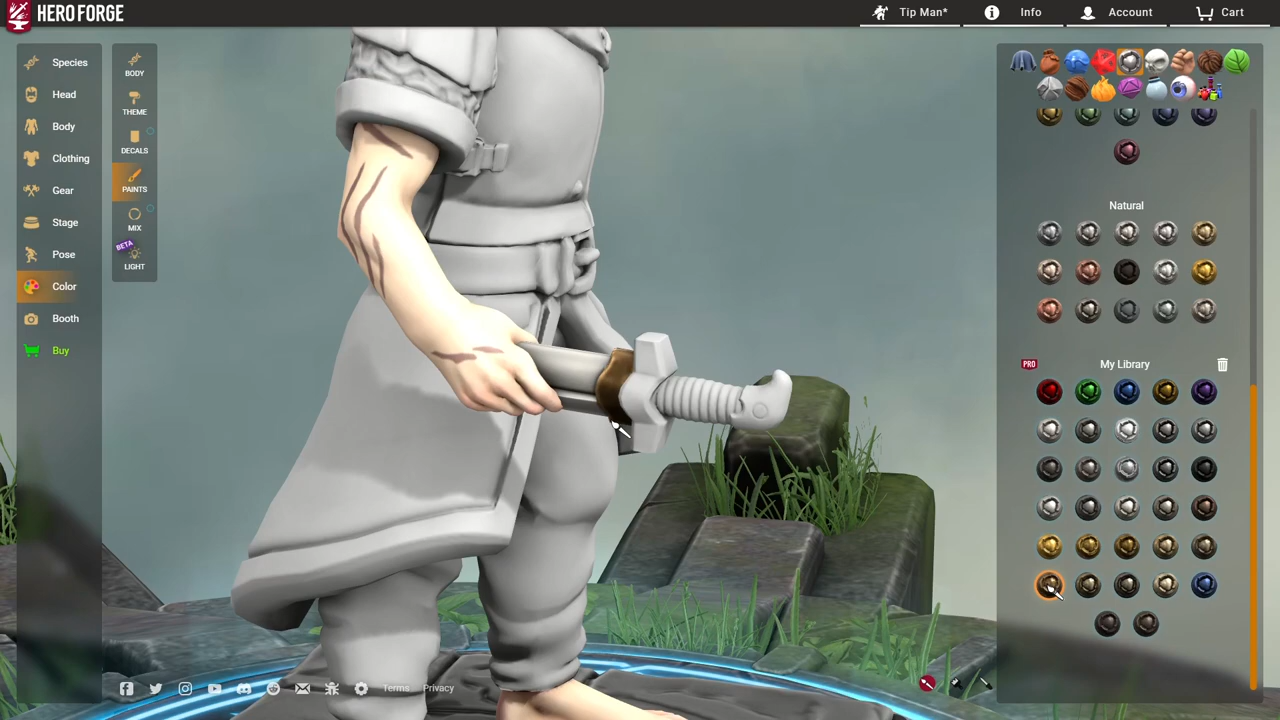 HERO FORGE
Tip Man*
Info
Account
Cart
Species
Head
Body
Clothing
Gear
Stage
Pose
Color
Booth
Buy
BODY
THEME
DECALS
PAINTS
MIX
BETA
LIGHT
Natural
PRO
My Library
Terms
Privacy